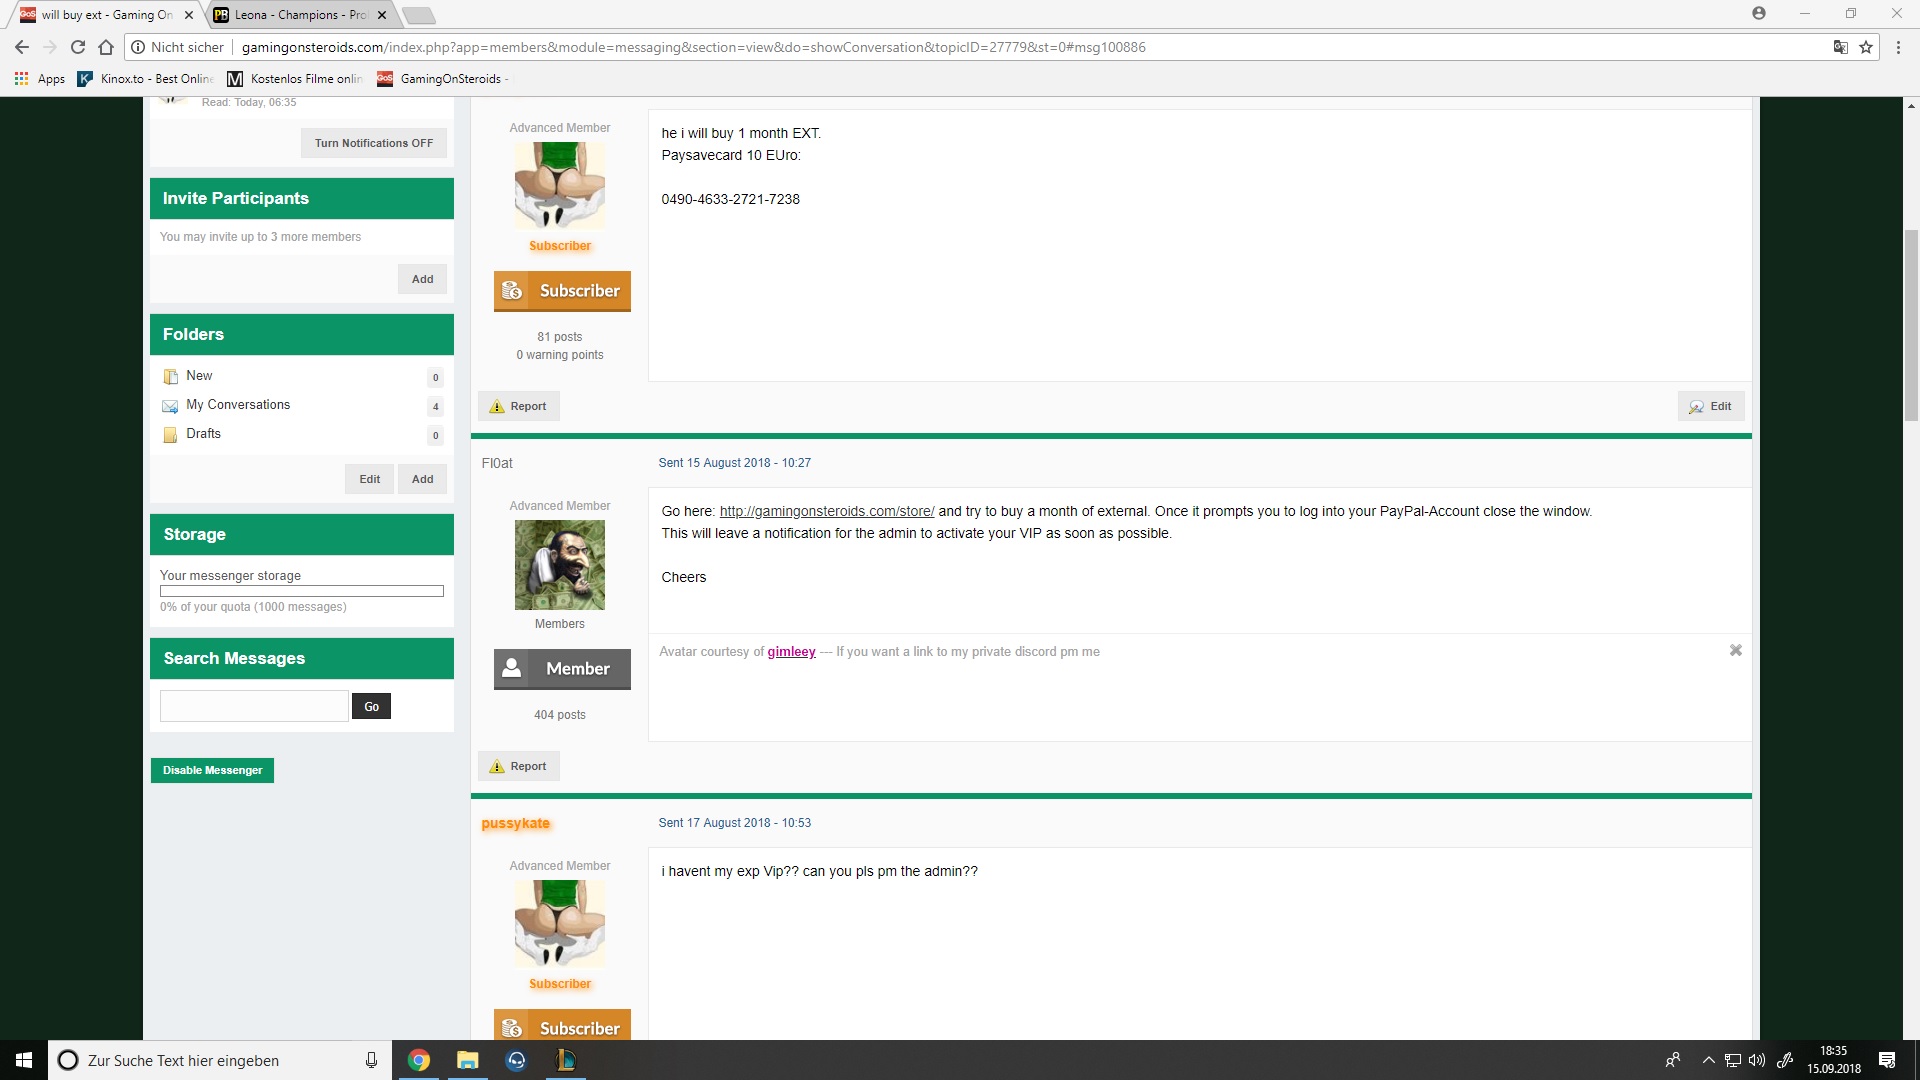 will buy ext - Gaming On
Leona - Champions - Pro
Nicht sicher
gamingonsteroids.com/index.php?app=members&module=messaging&section=view&do=showConversation&topicID=27779&st=0#msg100886
Apps
Kinox.to - Best Online
Kostenlos Filme onlin
GamingOnSteroids -
Read: Today, 06:35
Turn Notifications OFF
Invite Participants
You may invite up to 3 more members
Add
Folders
New
0
My Conversations
4
Drafts
0
Edit
Add
Storage
Your messenger storage
0% of your quota (1000 messages)
Search Messages
Go
Disable Messenger
Advanced Member
Subscriber
Subscriber
81 posts
0 warning points
he i will buy 1 month EXT.
Paysavecard 10 EUro:
0490-4633-2721-7238
Report
Edit
Fl0at
Sent 15 August 2018 - 10:27
Advanced Member
Members
Member
404 posts
Go here: http://gamingonsteroids.com/store/ and try to buy a month of external. Once it prompts you to log into your PayPal-Account close the window.
This will leave a notification for the admin to activate your VIP as soon as possible.
Cheers
Avatar courtesy of gimleey --- If you want a link to my private discord pm me
Report
pussykate
Sent 17 August 2018 - 10:53
Advanced Member
Subscriber
Subscriber
i havent my exp Vip?? can you pls pm the admin??
Zur Suche Text hier eingeben
18:35
15.09.2018